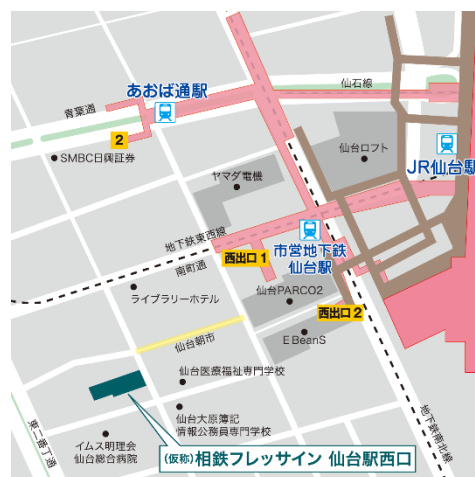 あおば通駅
仙石線
青葉通
2
SMBC日興証券
仙台ロフト
JR仙台駅
ヤマダ電機
地下鉄東西線
市営地下鉄
仙台駅
南町通
西出口 1
ライブラリーホテル
仙台PARCO2
西出口 2
E BeanS
仙台朝市
仙台医療福祉専門学校
仙台大原簿記
情報公務員専門学校
地下鉄南北線
東二番丁通
イムス明理会
仙台総合病院
(仮称)相鉄フレッサイン 仙台駅西口